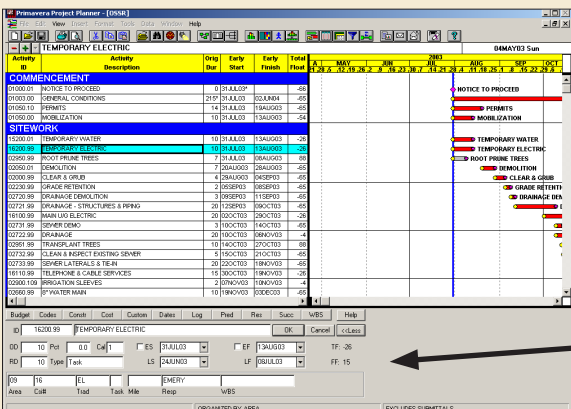 Primavera Project Planner - [OSSR]
File Edit View Insert Format Tools Data Window Help
TEMPORARY ELECTRIC 04MAY03 Sun
Activity ID Activity Description Orig Dur Early Start Early Finish Total Float 2003
A MAY JUN JUL AUG SEP OCT
COMMENCEMENT
01000.01 NOTICE TO PROCEED 0 31JUL03* -66 NOTICE TO PROCEED
01003.00 GENERAL CONDITIONS 215* 31JUL03 02JUN04 -65
01050.10 PERMITS 14 31JUL03 19AUG03 -65 PERMITS
01050.00 MOBILIZATION 10 31JUL03 13AUG03 -54 MOBILIZATION
SITEWORK
15200.01 TEMPORARY WATER 10 31JUL03 13AUG03 -26 TEMPORARY WATER
16200.99 TEMPORARY ELECTRIC 10 31JUL03 13AUG03 -26 TEMPORARY ELECTRIC
02950.99 ROOT PRUNE TREES 7 31JUL03 08AUG03 88 ROOT PRUNE TREES
02050.01 DEMOLITION 7 20AUG03 28AUG03 -65 DEMOLITION
02000.99 CLEAR & GRUB 4 29AUG03 04SEP03 -65 CLEAR & GRUB
02230.99 GRADE RETENTION 2 05SEP03 08SEP03 -65 GRADE RETENTI
02720.99 DRAINAGE DEMOLITION 3 09SEP03 11SEP03 -65 DRAINAGE DEM
02721.99 DRAINAGE - STRUCTURES & PIPING 20 12SEP03 09OCT03 -65
16100.99 MAIN U/G ELECTRIC 20 02OCT03 29OCT03 -26
02731.99 SEWER DEMO 3 10OCT03 14OCT03 -65
02722.99 DRAINAGE 20 10OCT03 06NOV03 -4
02951.99 TRANSPLANT TREES 10 14OCT03 27OCT03 88
02732.99 CLEAN & INSPECT EXISTING SEWER 5 15OCT03 21OCT03 -65
02733.99 SEWER LATERALS & TIE-IN 20 22OCT03 18NOV03 -65
16110.99 TELEPHONE & CABLE SERVICES 15 30OCT03 19NOV03 -26
02900.109 IRRIGATION SLEEVES 2 07NOV03 10NOV03 -4
02660.99 8" WATER MAIN 10 19NOV03 03DEC03 -65
Budget Codes Constr Cost Custom Dates Log Pred Res Succ WBS Help
ID 16200.99 TEMPORARY ELECTRIC OK Cancel <<Less
OD 10 Pct 0.0 Cal 1 ES 31JUL03 EF 13AUG03 TF: -26
RD 10 Type Task LS 24JUN03 LF 08JUL03 FF: 15
09 16 EL EMERY
Area Csi# Trad Task Mile Resp WBS
ORGANIZED BY AREA EXCLUDES SUBMITTALS